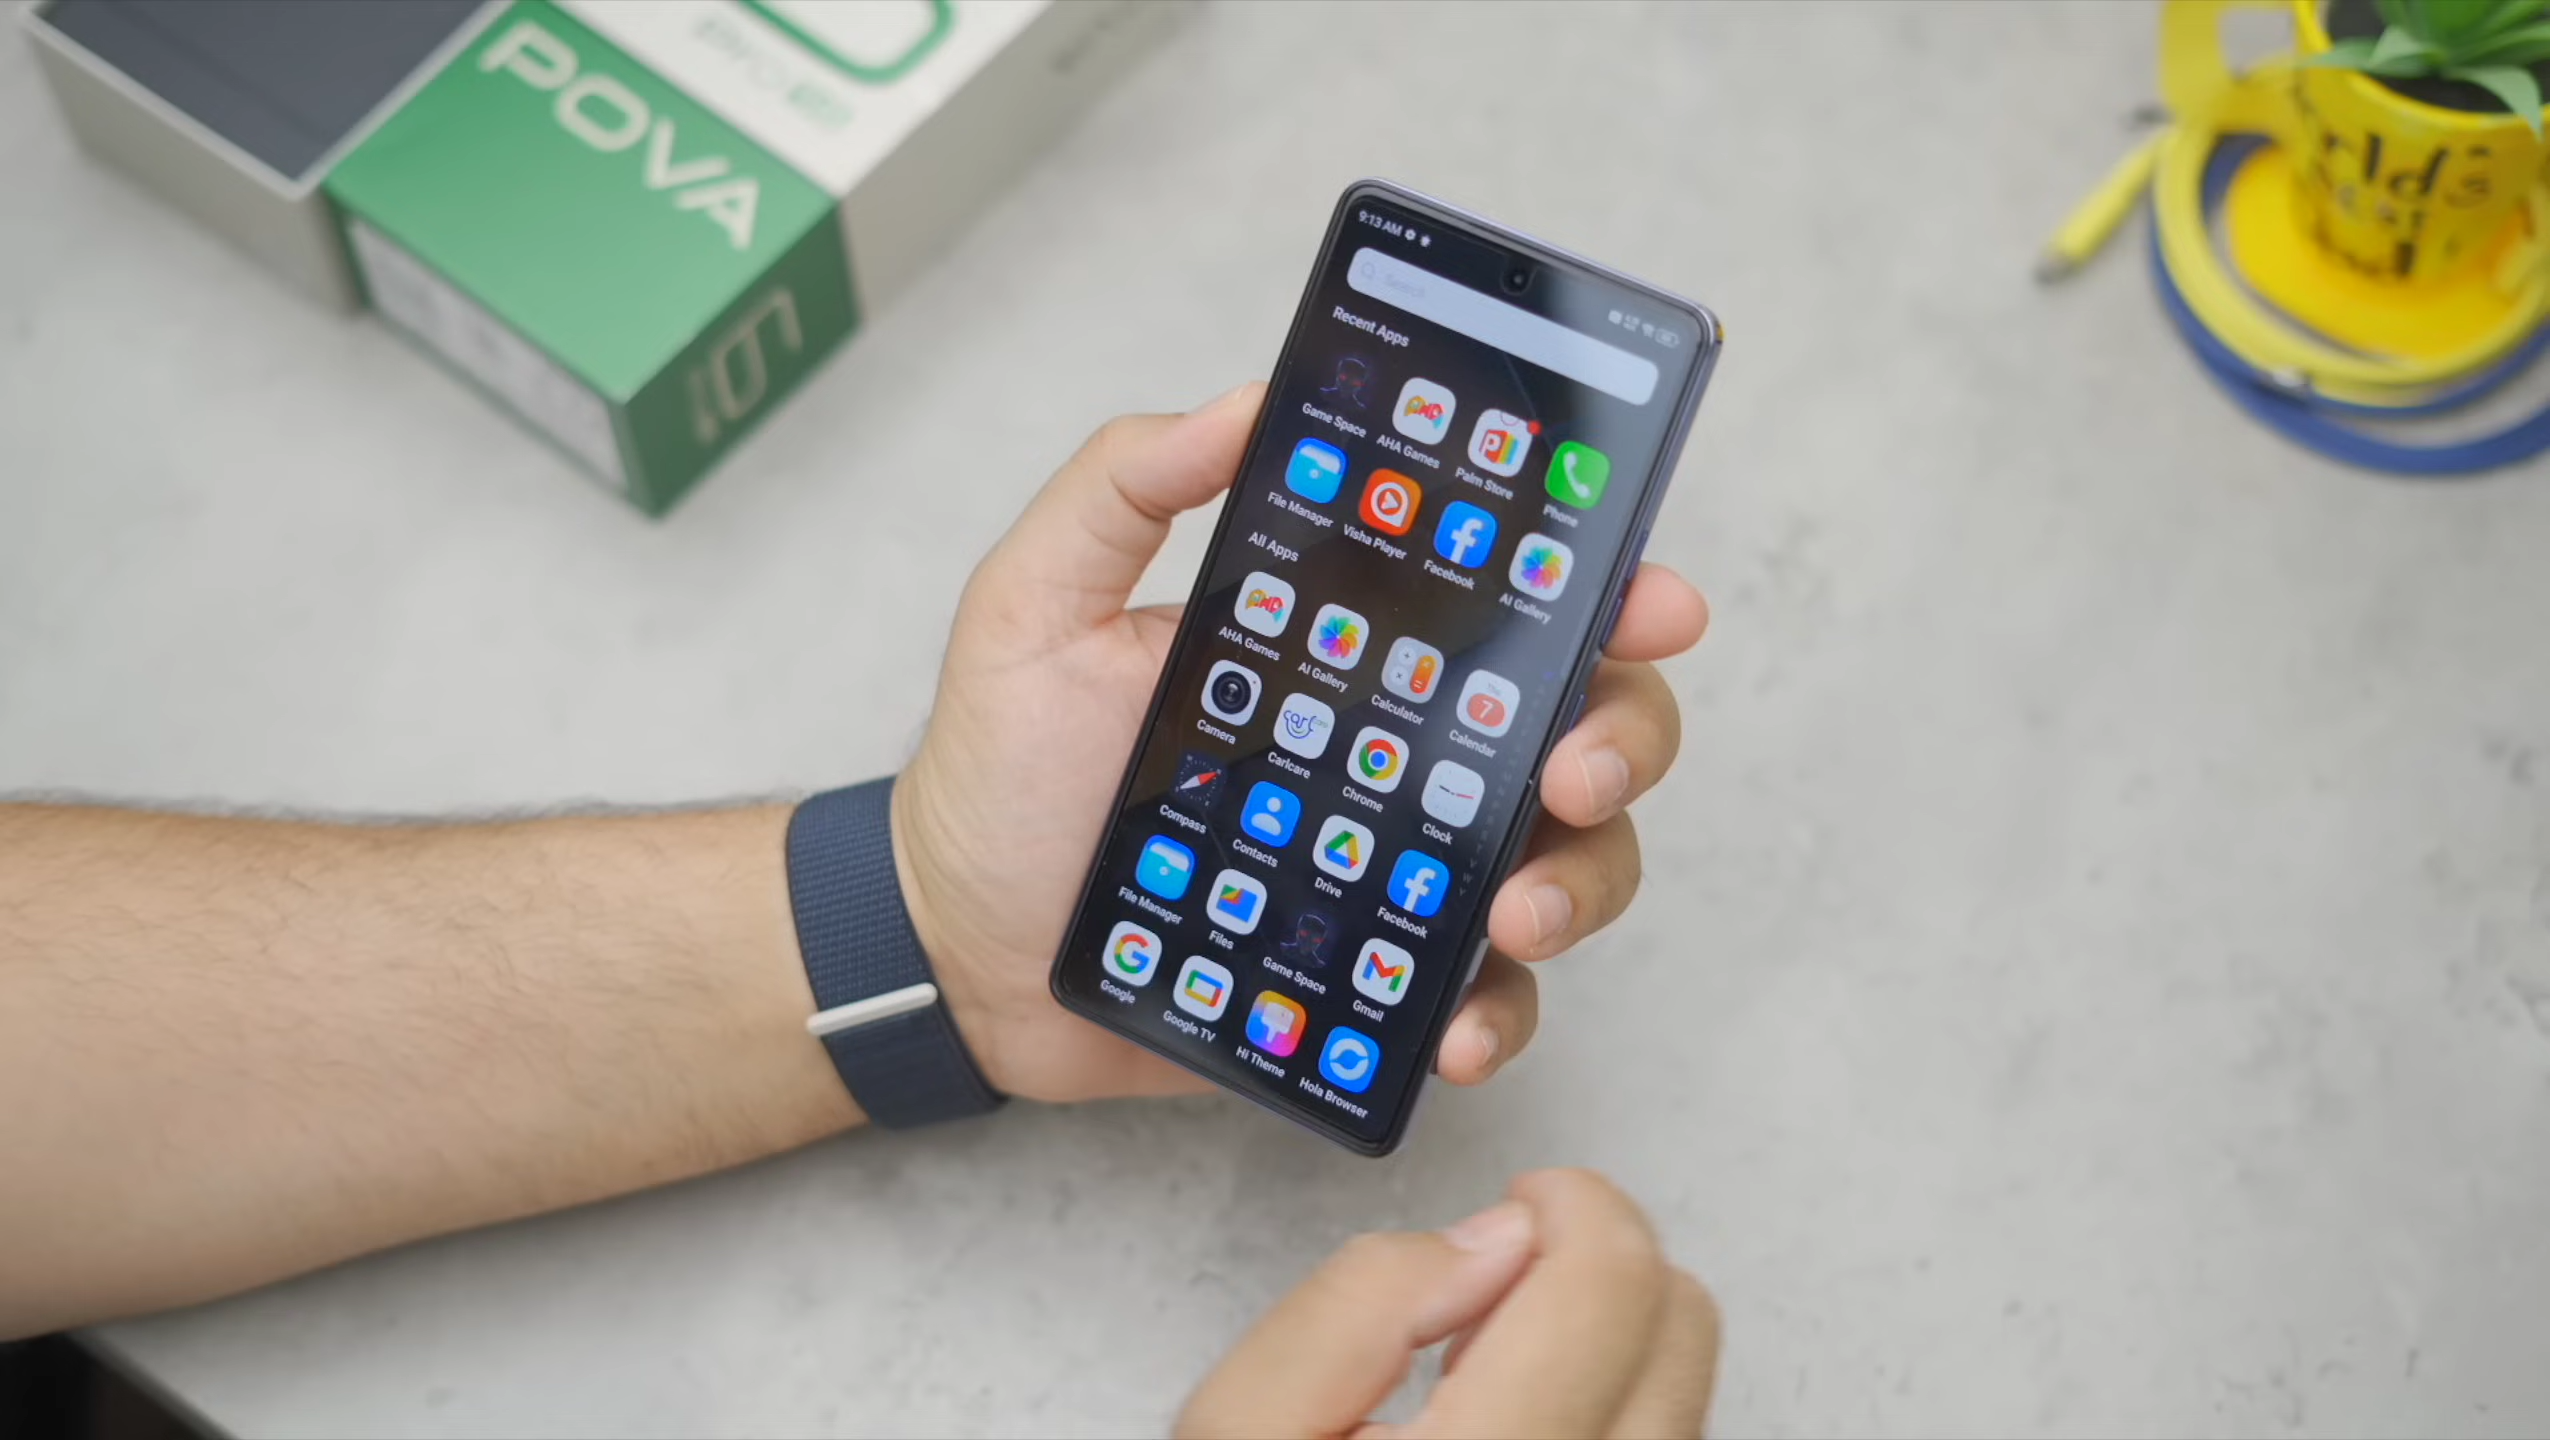 POVA
9:13 AM
Search
Recent Apps
Game Space
AHA Games
Palm Store
Phone
File Manager
Visha Player
Facebook
AI Gallery
All Apps
AHA Games
AI Gallery
Calculator
Calendar
7
Camera
Carlcare
Chrome
Clock
Compass
Contacts
Drive
Facebook
File Manager
Files
Game Space
Gmail
Google
Google TV
Hi Theme
Hola Browser